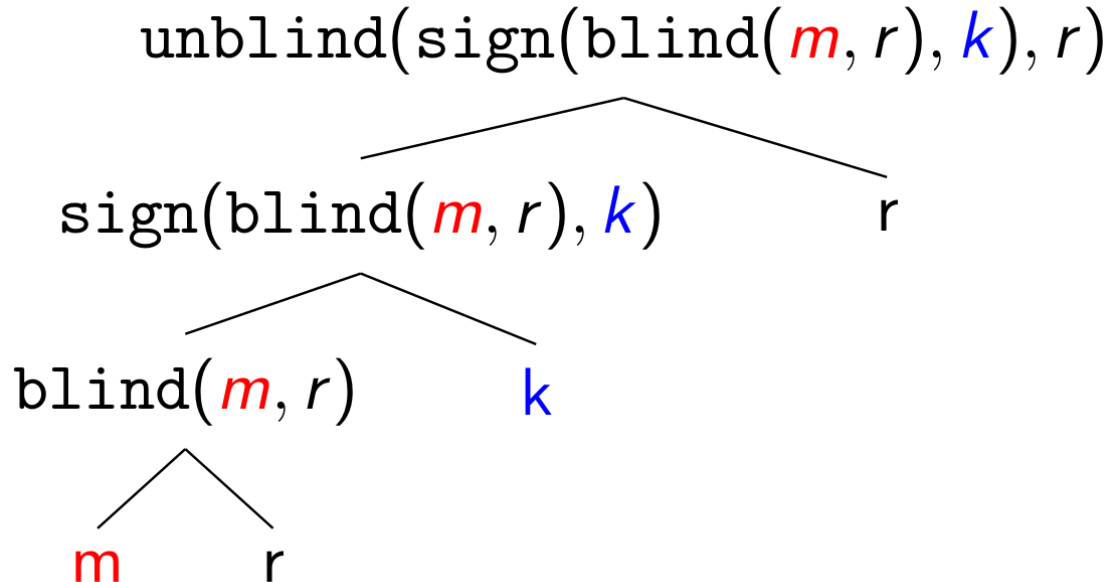 unblind(sign(blind(m, r), k), r)
sign(blind(m, r), k) r
blind(m, r) k
m r